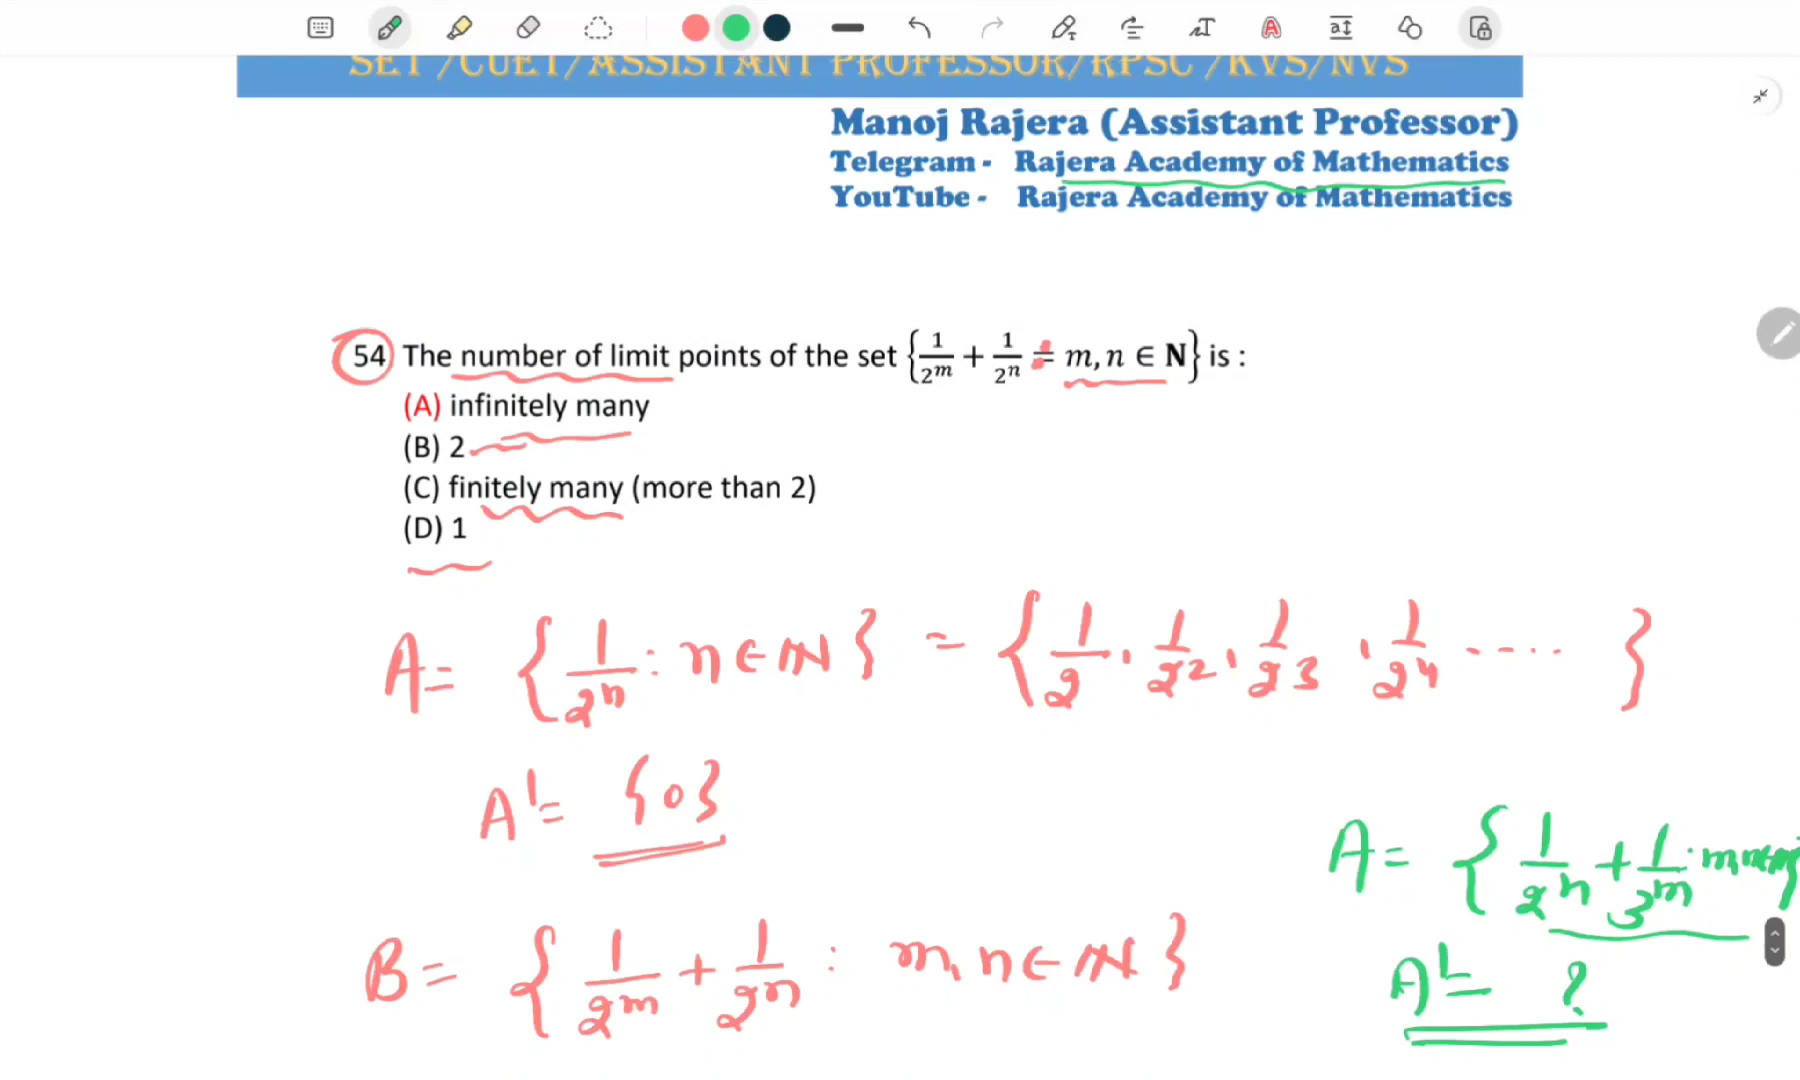 SET /CUET/ASSISTANT PROFESSOR/RPSC /KVS/NVS
Manoj Rajera (Assistant Professor)
Telegram - Rajera Academy of Mathematics
YouTube - Rajera Academy of Mathematics
54 The number of limit points of the set {1/2^m + 1/2^n : m, n ∈ N} is :
(A) infinitely many
(B) 2
(C) finitely many (more than 2)
(D) 1
A = {1/2^n : n ∈ N} = {1/2, 1/2^2, 1/2^3, 1/2^4 ..... }
A' = {0}
A = {1/2^n + 1/3^m : m n ∈ N}
A' = ?
B = {1/2^m + 1/2^n : m, n ∈ N}